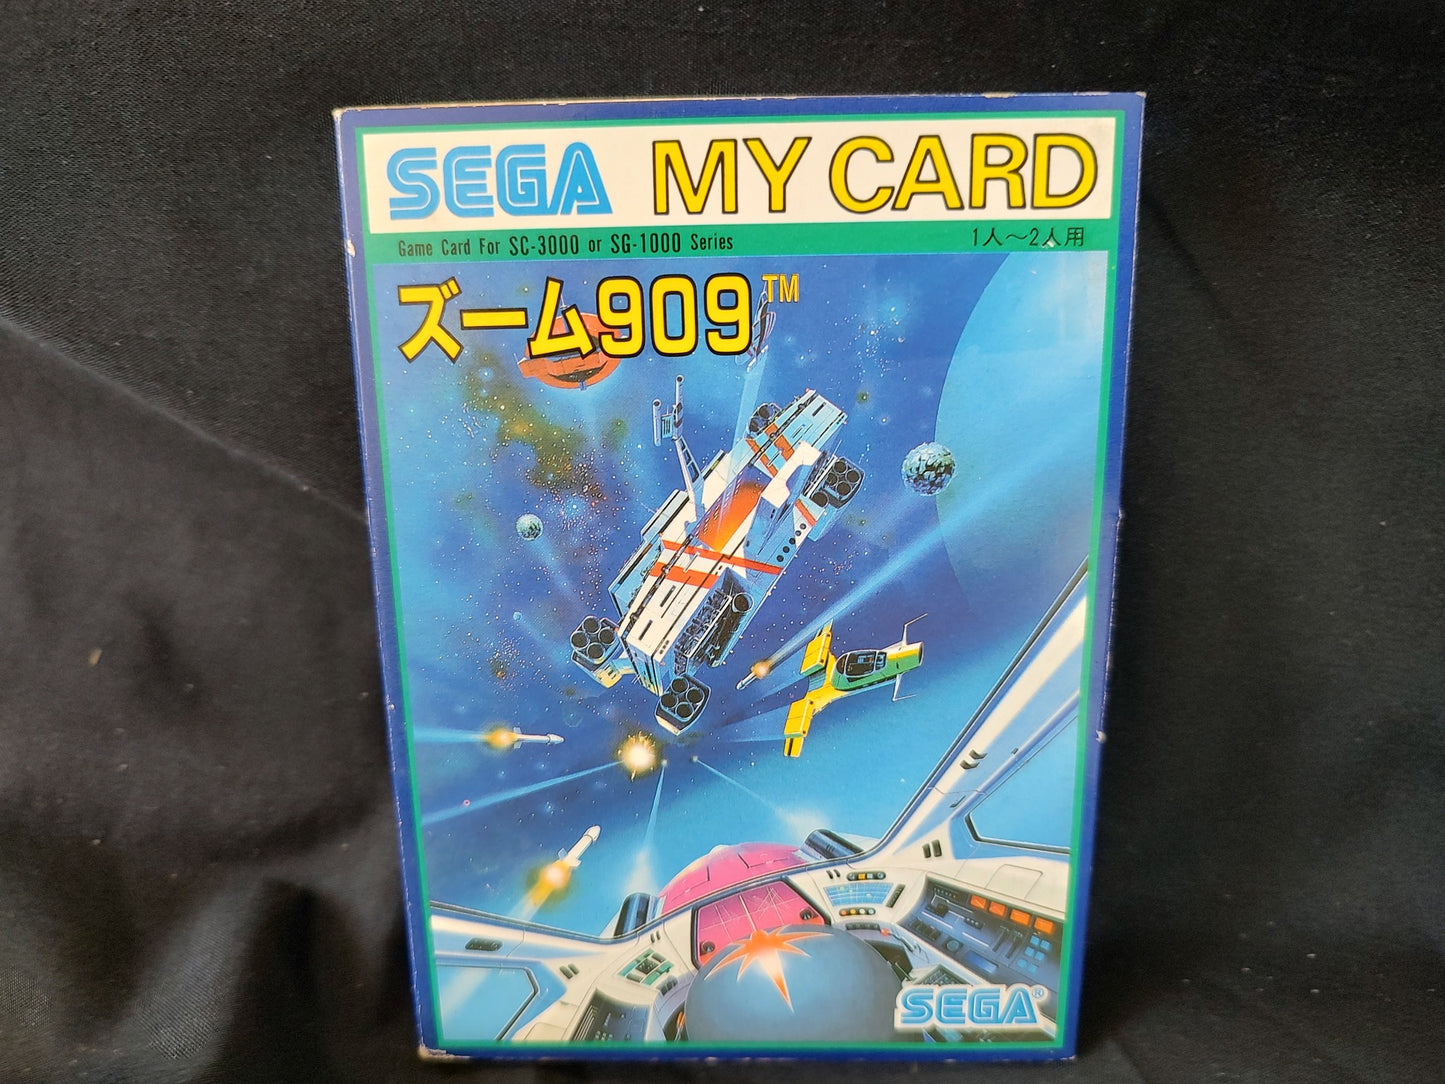 SEGA MY CARD
Game Card For SC-3000 or SG-1000 Series 1人〜2人用
ズーム909™
SEGA®